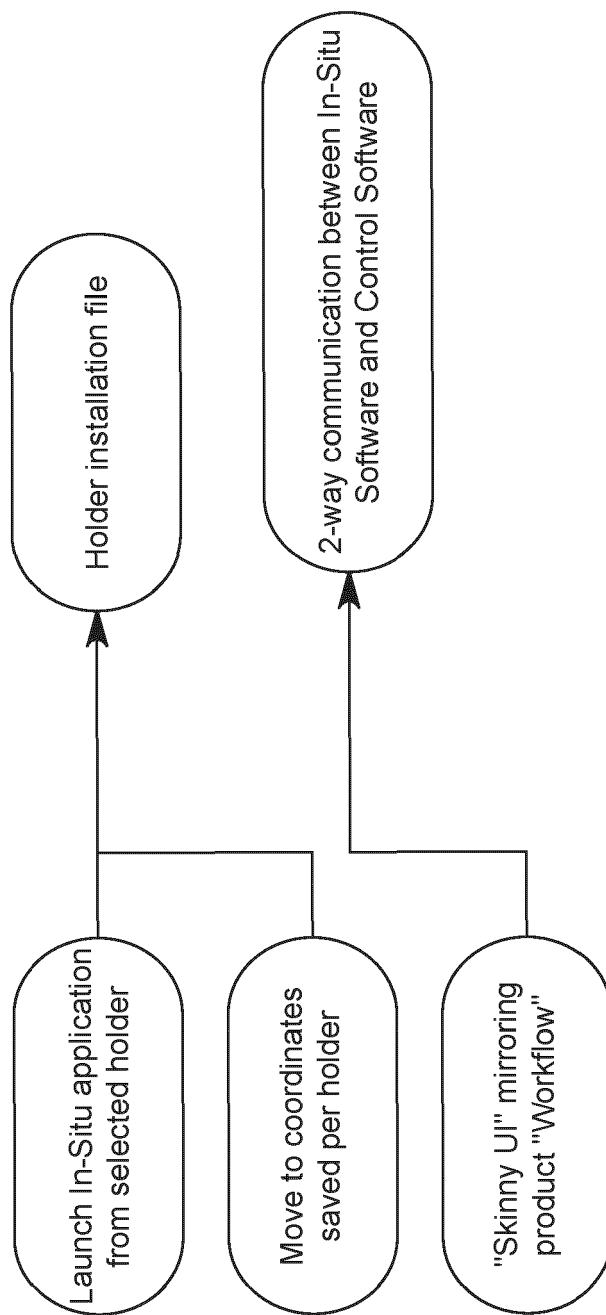 Launch In-Situ application
from selected holder
Move to coordinates
saved per holder
"Skinny UI" mirroring
product "Workflow"
Holder installation file
2-way communication between In-Situ
Software and Control Software